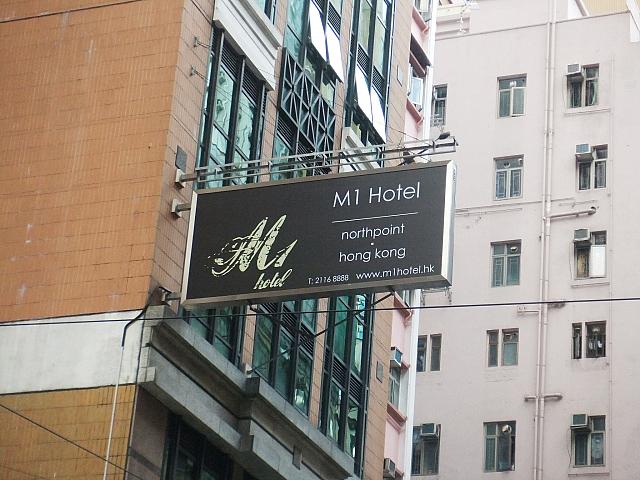 M1 Hotel
northpoint
hong kong
M1
hotel
T: 2116 8888 www.m1hotel.hk